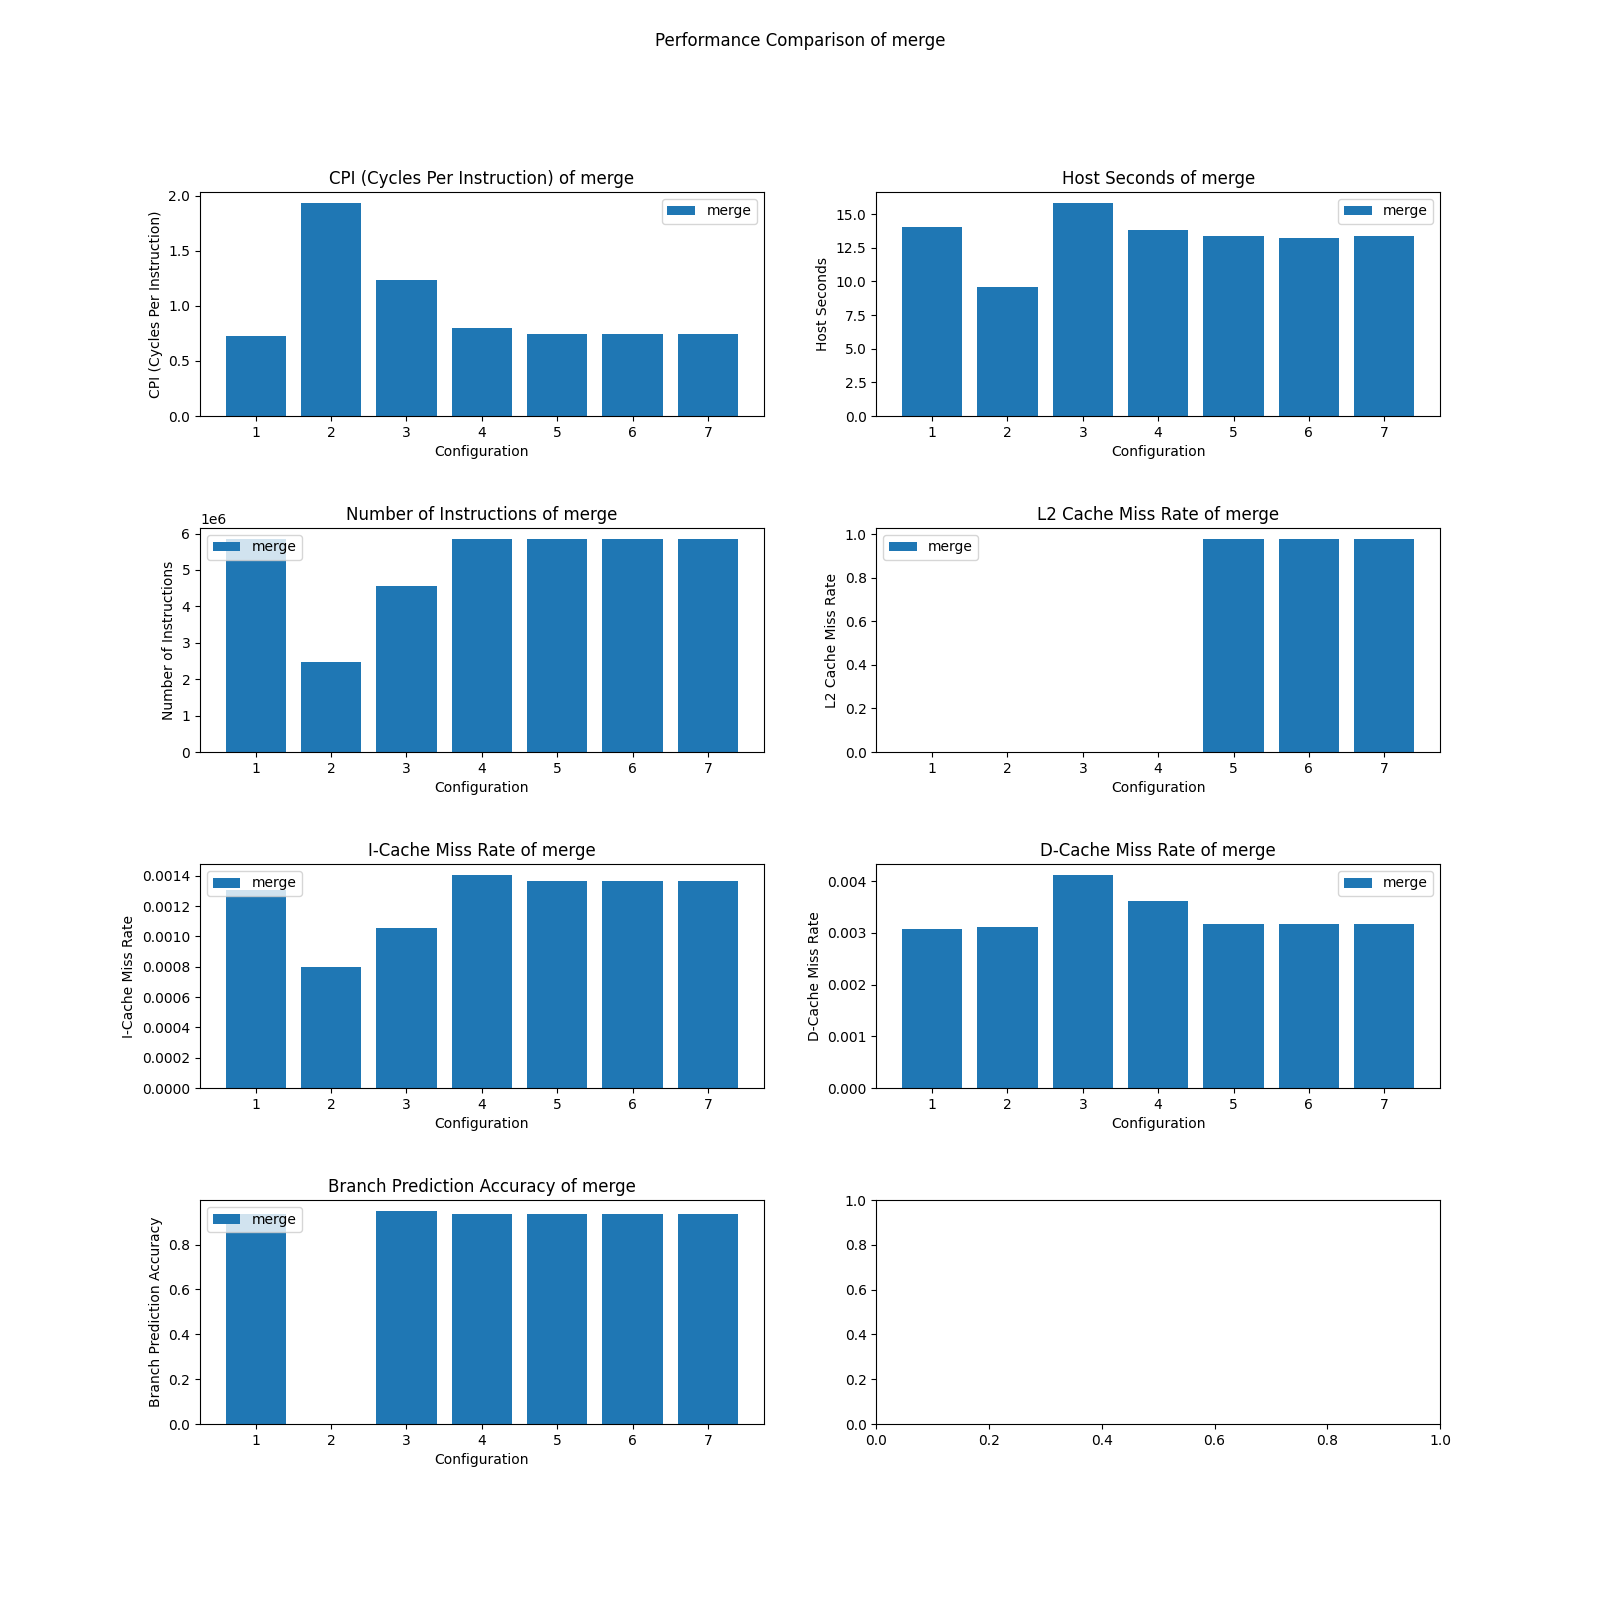 Performance Comparison of merge
CPI (Cycles Per Instruction) of merge
CPI (Cycles Per Instruction)
2.0
1.5
1.0
0.5
0.0
merge
1 2 3 4 5 6 7
Configuration
Host Seconds of merge
Host Seconds
15.0
12.5
10.0
7.5
5.0
2.5
0.0
merge
1 2 3 4 5 6 7
Configuration
Number of Instructions of merge
1e6
Number of Instructions
6
5
4
3
2
1
0
merge
1 2 3 4 5 6 7
Configuration
L2 Cache Miss Rate of merge
L2 Cache Miss Rate
1.0
0.8
0.6
0.4
0.2
0.0
merge
1 2 3 4 5 6 7
Configuration
I-Cache Miss Rate of merge
I-Cache Miss Rate
0.0014
0.0012
0.0010
0.0008
0.0006
0.0004
0.0002
0.0000
merge
1 2 3 4 5 6 7
Configuration
D-Cache Miss Rate of merge
D-Cache Miss Rate
0.004
0.003
0.002
0.001
0.000
merge
1 2 3 4 5 6 7
Configuration
Branch Prediction Accuracy of merge
Branch Prediction Accuracy
0.8
0.6
0.4
0.2
0.0
merge
1 2 3 4 5 6 7
Configuration
1.0
0.8
0.6
0.4
0.2
0.0
0.0 0.2 0.4 0.6 0.8 1.0